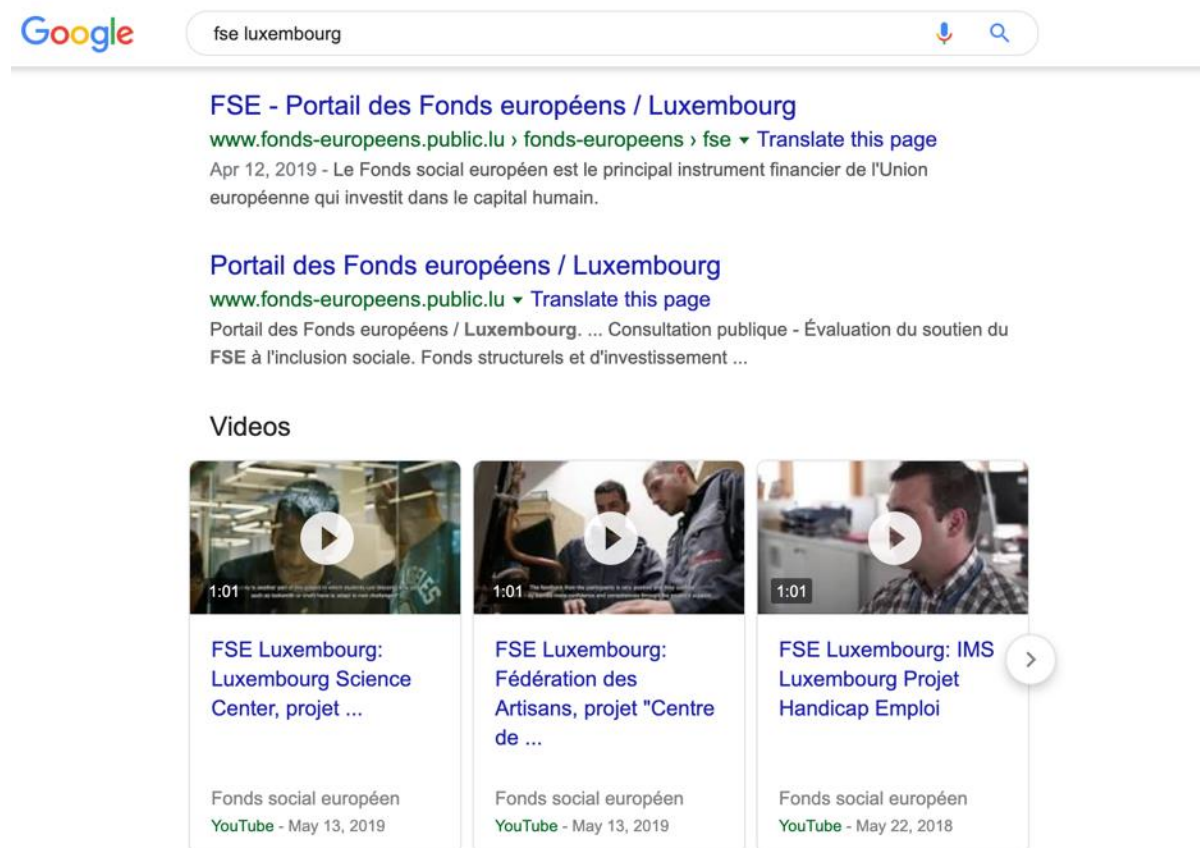 Google
fse luxembourg
FSE - Portail des Fonds européens / Luxembourg
www.fonds-europeens.public.lu › fonds-europeens › fse ▾ Translate this page
Apr 12, 2019 - Le Fonds social européen est le principal instrument financier de l'Union
européenne qui investit dans le capital humain.
Portail des Fonds européens / Luxembourg
www.fonds-europeens.public.lu ▾ Translate this page
Portail des Fonds européens / Luxembourg. ... Consultation publique - Évaluation du soutien du
FSE à l'inclusion sociale. Fonds structurels et d'investissement ...
Videos
1:01
FSE Luxembourg:
Luxembourg Science
Center, projet ...
Fonds social européen
YouTube - May 13, 2019
1:01
FSE Luxembourg:
Fédération des
Artisans, projet "Centre
de ...
Fonds social européen
YouTube - May 13, 2019
1:01
FSE Luxembourg: IMS
Luxembourg Projet
Handicap Emploi
Fonds social européen
YouTube - May 22, 2018